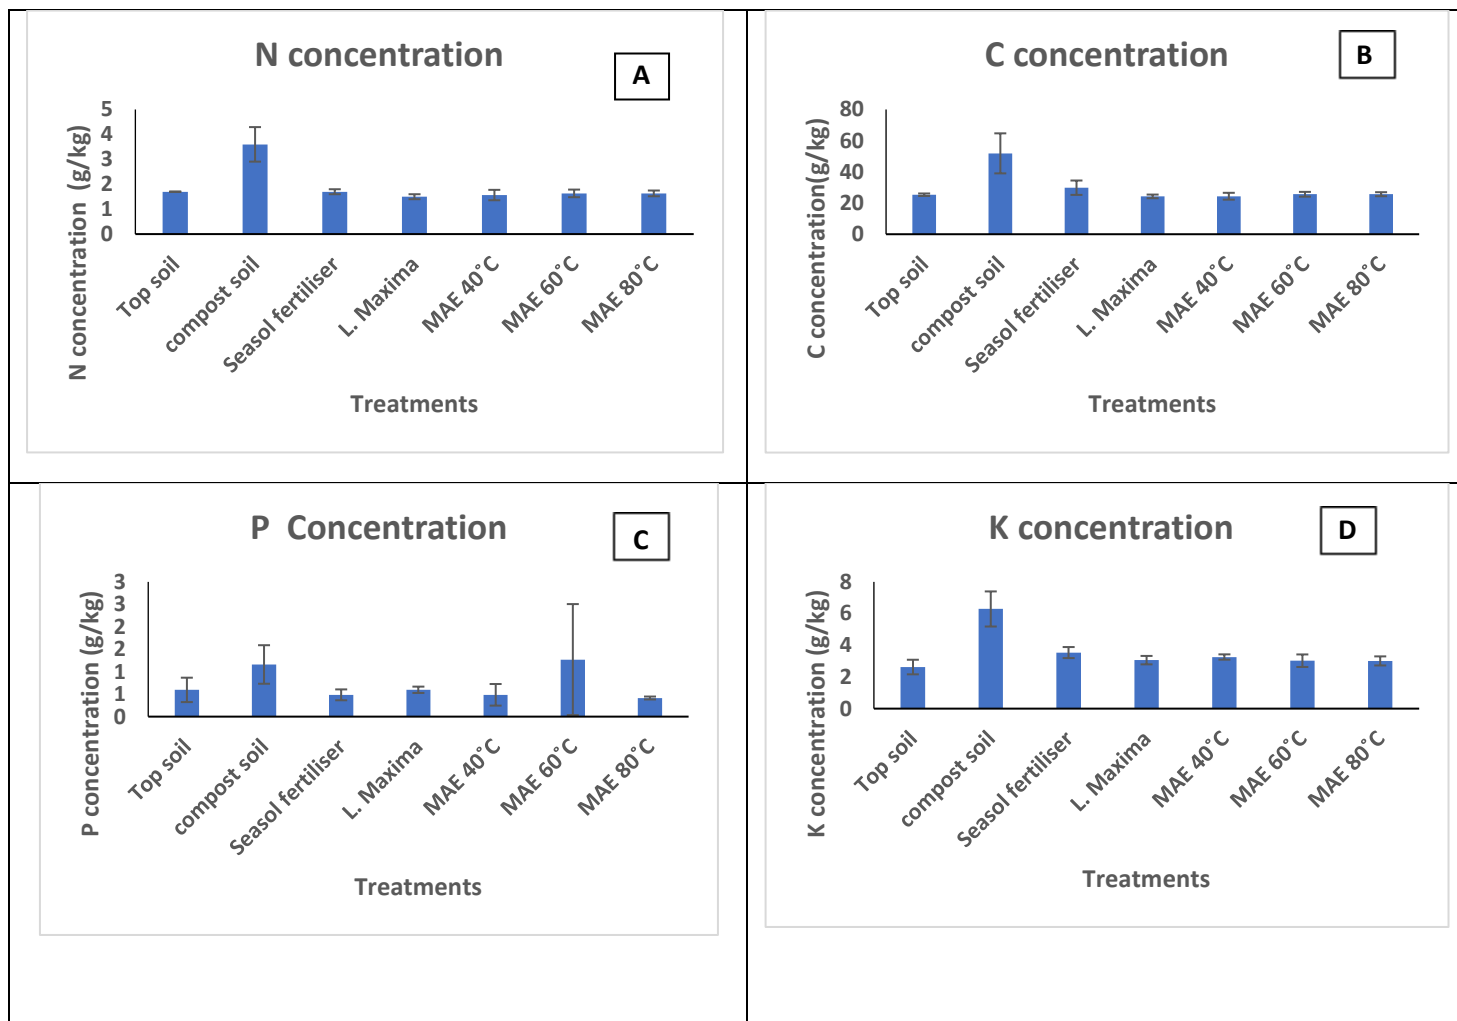 N concentration
A
N concentration (g/kg)
5
4
3
2
1
0
Top soil
compost soil
Seasol fertiliser
L. Maxima
MAE 40°C
MAE 60°C
MAE 80°C
Treatments
C concentration
B
C concentration(g/kg)
80
60
40
20
0
Top soil
compost soil
Seasol fertiliser
L. Maxima
MAE 40°C
MAE 60°C
MAE 80°C
Treatments
P Concentration
C
P concentration (g/kg)
3
3
2
2
1
1
0
Top soil
compost soil
Seasol fertiliser
L. Maxima
MAE 40°C
MAE 60°C
MAE 80°C
Treatments
K concentration
D
K concentration (g/kg)
8
6
4
2
0
Top soil
compost soil
Seasol fertiliser
L. Maxima
MAE 40°C
MAE 60°C
MAE 80°C
Treatments